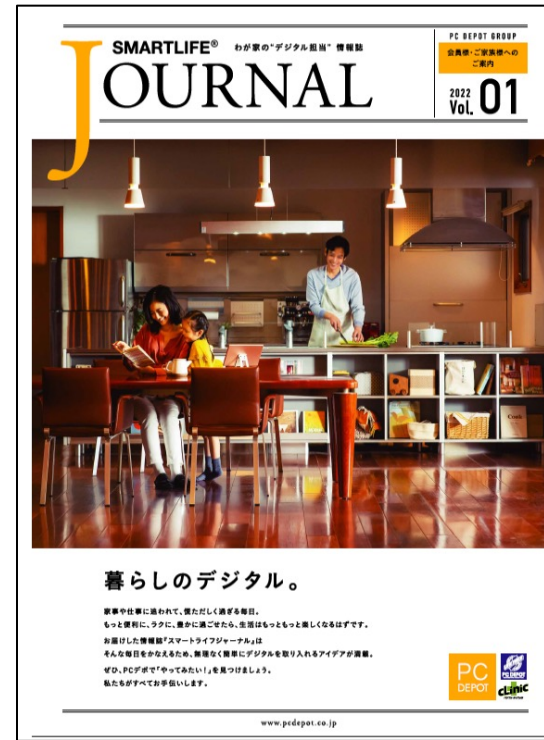 SMARTLIFE® わが家の“デジタル担当” 情報誌
JOURNAL
PC DEPOT GROUP
会員様・ご家族様への
ご案内
2022
Vol. 01
暮らしのデジタル。
家事や仕事に追われて、慌ただしく過ぎる毎日。
もっと便利に、ラクに、豊かに過ごせたら、生活はもっともっと楽しくなるはずです。
お届けした情報誌『スマートライフジャーナル』は
そんな毎日をかなえるため、無理なく簡単にデジタルを取り入れるアイデアが満載。
ぜひ、PCデポで「やってみたい!」を見つけましょう。
私たちがすべてお手伝いします。
PC
DEPOT
PC DEPOT
cLinic
www.pcdepot.co.jp